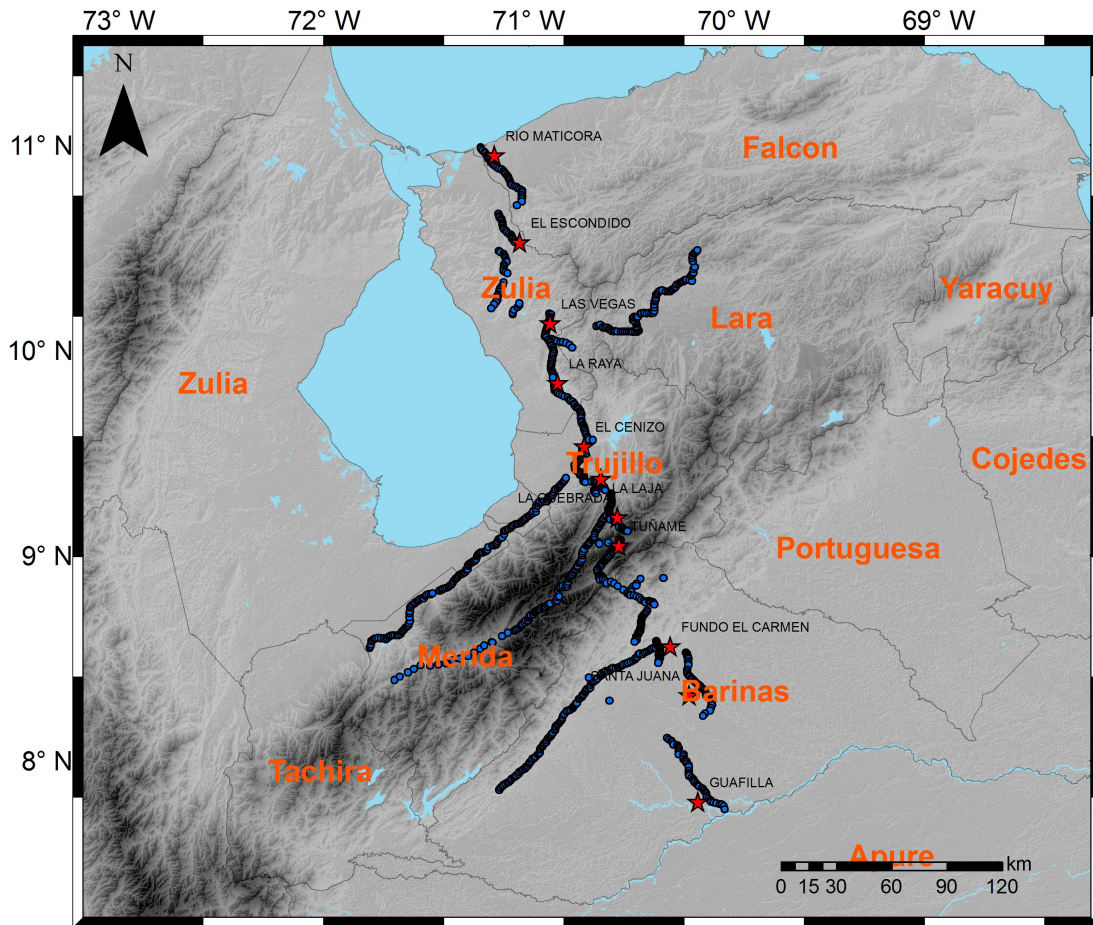 73° W
72° W
71° W
70° W
69° W
N
11° N
RIO MATICORA
Falcon
EL ESCONDIDO
Zulia
LAS VEGAS
Lara
Yaracuy
10° N
LA RAYA
Zulia
EL CENIZO
Trujillo
Cojedes
LA QUEBRADA
LA LAJA
TUÑAME
9° N
Portuguesa
FUNDO EL CARMEN
Merida
SANTA JUANA
Barinas
8° N
Tachira
GUAFILLA
Apure
km
0 15 30 60 90 120